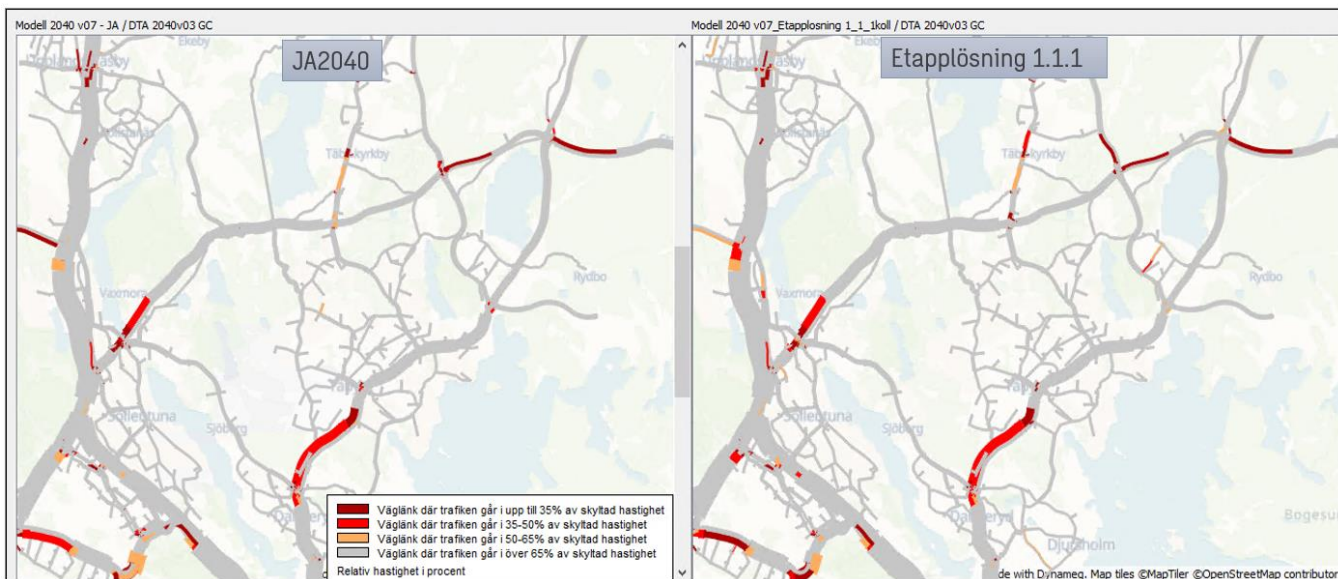 Modell 2040 v07 - JA / DTA 2040v03 GC
Modell 2040 v07_Etapplosning 1_1_1koll / DTA 2040v03 GC
JA2040
Etapplösning 1.1.1
Ekeby
Ekeby
Vaxmora
Vaxmora
Rydbo
Rydbo
Sollentuna
Sollentuna
Sjöberg
Sjöberg
Djursholm
Bogesun
Väglänk där trafiken går i upp till 35% av skyltad hastighet
Väglänk där trafiken går i 35-50% av skyltad hastighet
Väglänk där trafiken går i 50-65% av skyltad hastighet
Väglänk där trafiken går i över 65% av skyltad hastighet
Relativ hastighet i procent
de with Dynameq. Map tiles ©MapTiler ©OpenStreetMap contributor